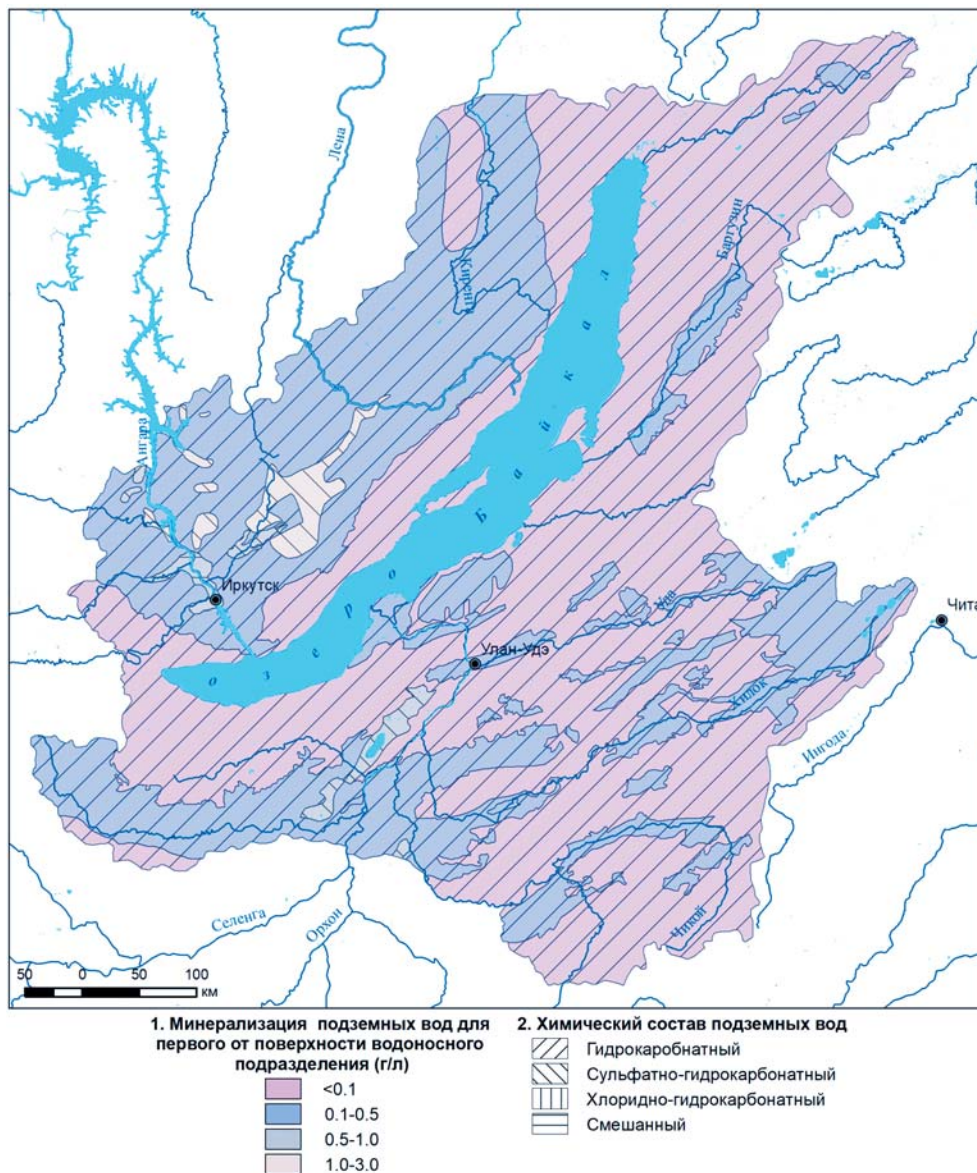 Лена
Баргузин
Киренга
Ангара
озеро Байкал
Иркутск
Уда
Чита
Улан-Удэ
Хилок
Ингода
Чикой
Селенга
Орхон
50 0 50 100
км
1. Минерализация подземных вод для
первого от поверхности водоносного
подразделения (г/л)
<0.1
0.1-0.5
0.5-1.0
1.0-3.0
2. Химический состав подземных вод
Гидрокаробнатный
Сульфатно-гидрокарбонатный
Хлоридно-гидрокарбонатный
Смешанный